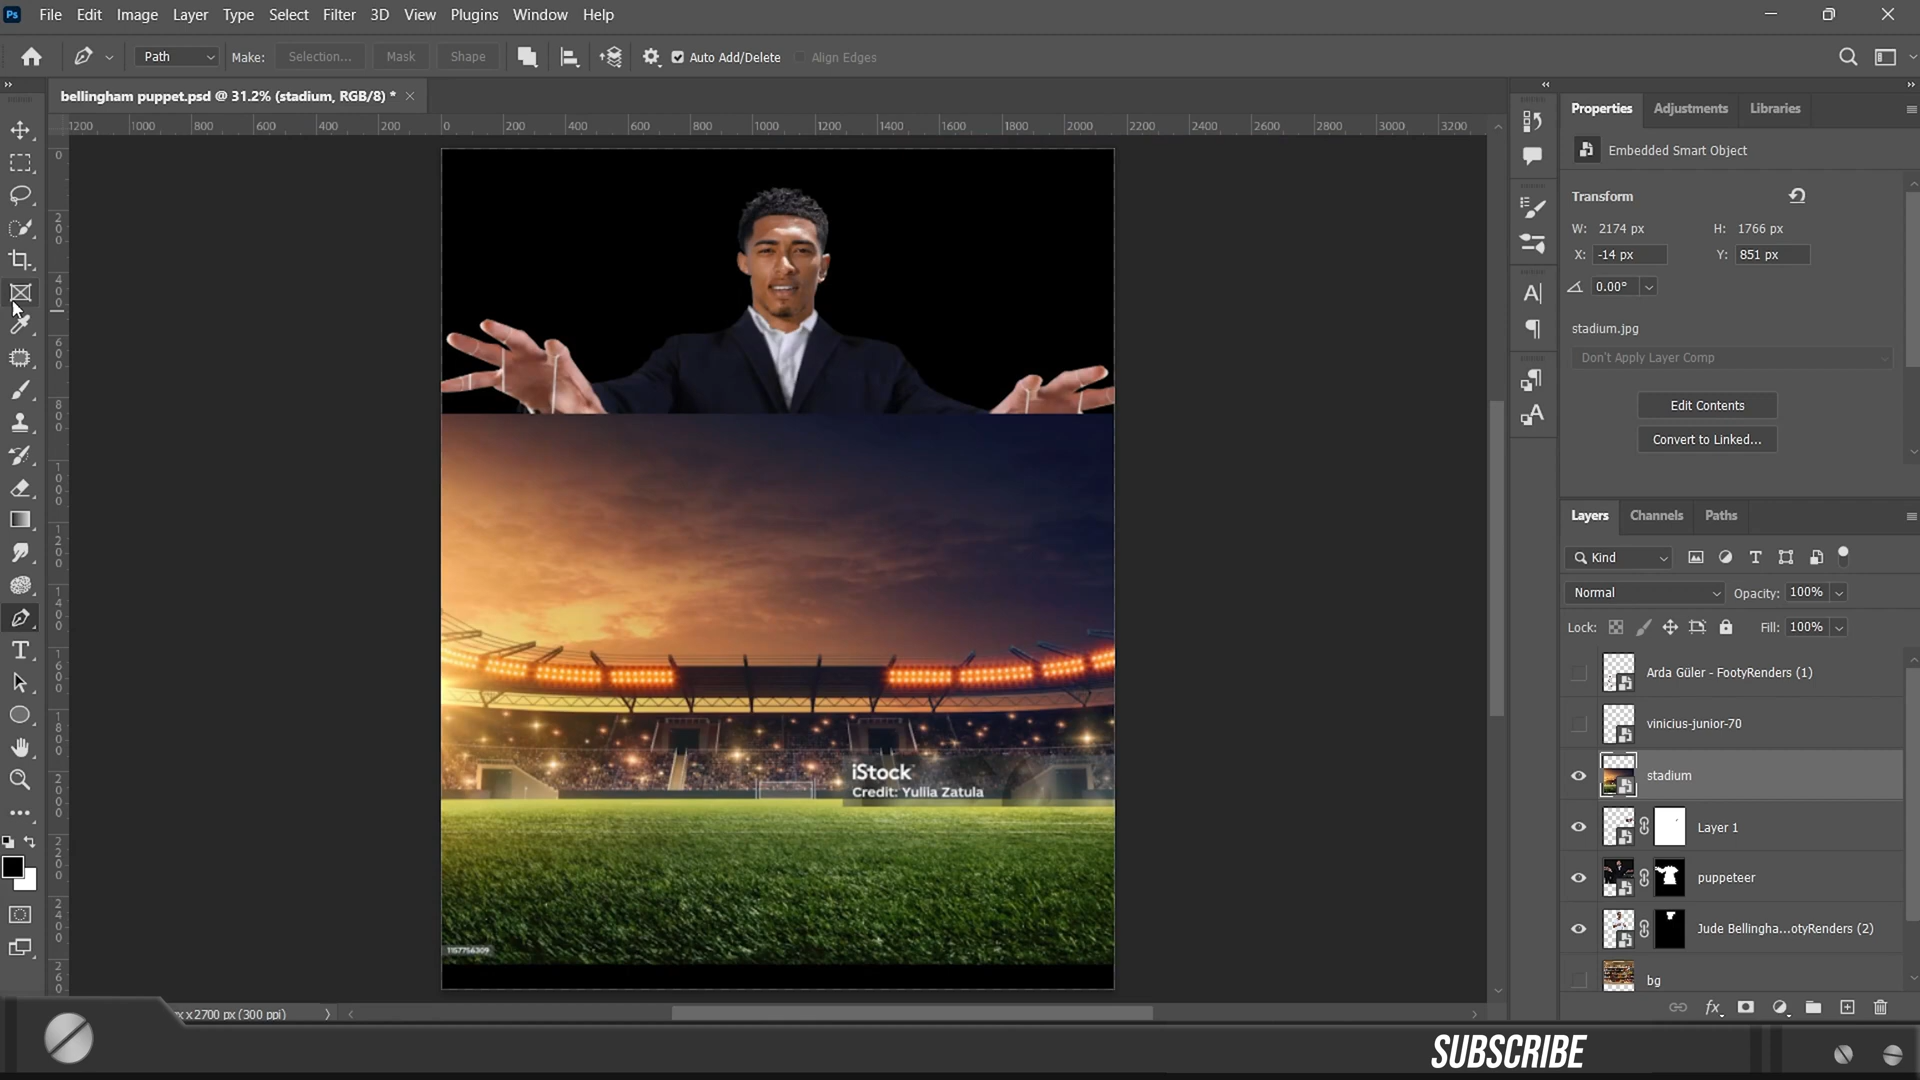 Ps File Edit Image Layer Type Select Filter 3D View Plugins Window Help
Path Make: Selection... Mask Shape Auto Add/Delete Align Edges
bellingham puppet.psd @ 31.2% (stadium, RGB/8) *
1200 1000 800 600 400 200 0 200 400 600 800 1000 1200 1400 1600 1800 2000 2200 2400 2600 2800 3000 3200
Properties Adjustments Libraries
Embedded Smart Object
Transform
W: 2174 px H: 1766 px
X: -14 px Y: 851 px
0.00°
stadium.jpg
Don't Apply Layer Comp
Edit Contents
Convert to Linked...
Layers Channels Paths
Kind
Normal Opacity: 100%
Lock: Fill: 100%
Arda Güler - FootyRenders (1)
vinicius-junior-70
stadium
Layer 1
puppeteer
Jude Bellingha...otyRenders (2)
bg
iStock
Credit: Yuliia Zatula
1157756309
px x 2700 px (300 ppi)
SUBSCRIBE